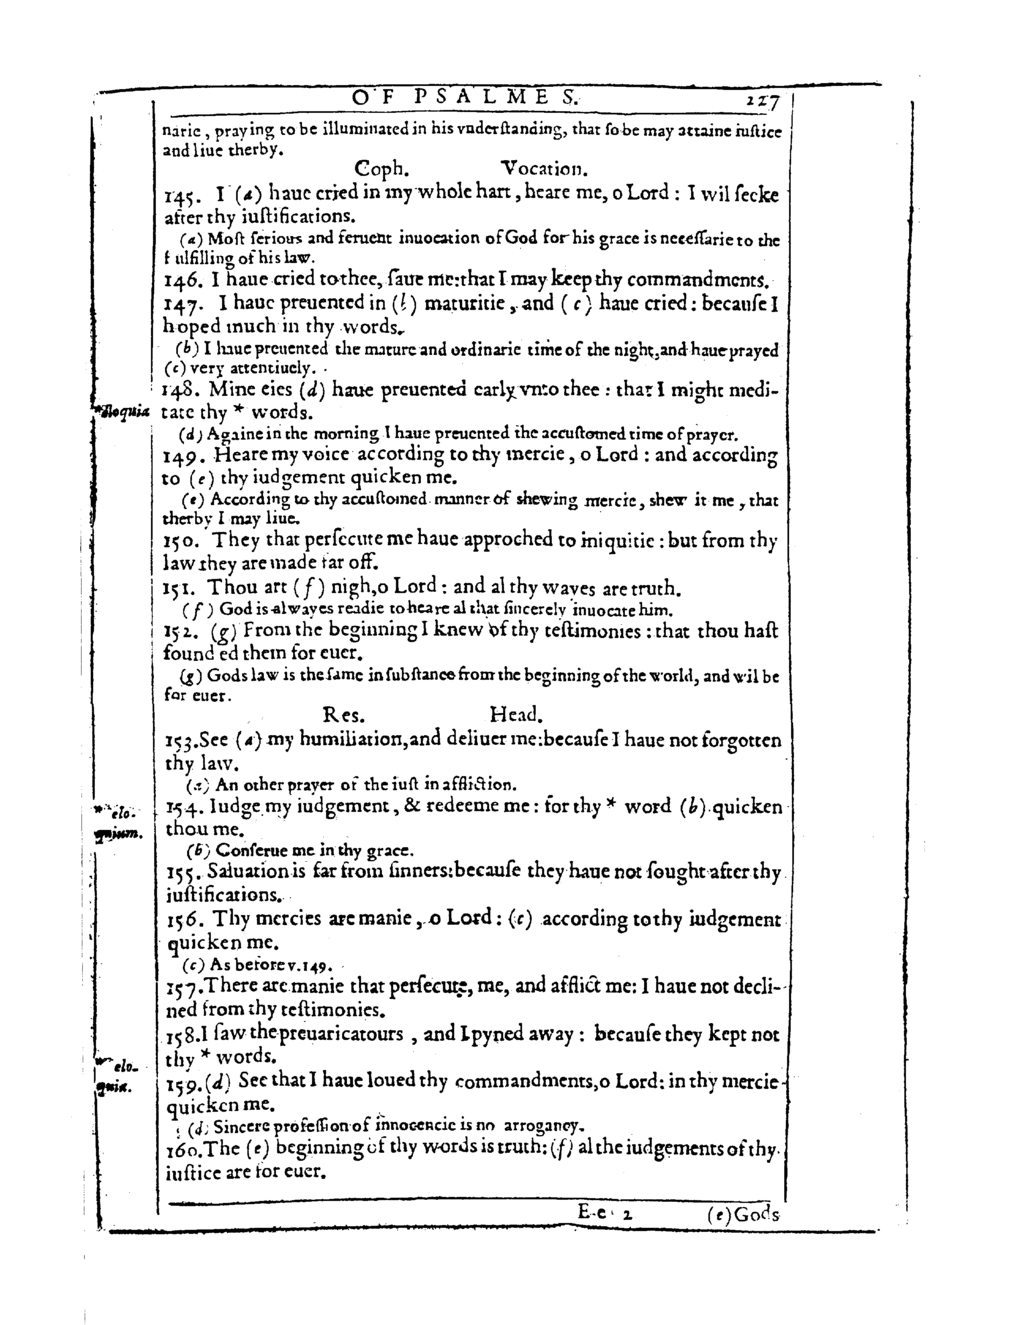 OF PSALMES. 227
narie, praying to be illuminated in his vnderſtanding, that ſo be may attaine iuſtice
and liue therby.
Coph. Vocation.
145. I (a) haue cried in my whole hart, heare me, o Lord : I wil ſeeke
after thy iuſtifications.
(a) Moſt ſerious and feruent inuocation of God for his grace is neceſſarie to the
fulfilling of his law.
146. I haue cried to thee, ſaue me: that I may keep thy commandments.
147. I haue preuented in (b) maturitie, and (c) haue cried: becauſe I
hoped much in thy words.
(b) I haue preuented the mature and ordinarie time of the night, and haue prayed
(c) very attentiuely.
148. Mine eies (d) haue preuented early vnto thee : that I might medi-
*eloquia tate thy * words.
(d) Againe in the morning I haue preuented the accuſtomed time of prayer.
149. Heare my voice according to thy mercie, o Lord : and according
to (e) thy iudgement quicken me.
(e) According to thy accuſtomed manner of shewing mercie, shew it me, that
therby I may liue.
150. They that perſecute me haue approched to iniquitie : but from thy
law they are made far off.
151. Thou art (f) nigh, o Lord : and al thy wayes are truth.
(f) God is alwayes readie to heare al that ſincerely inuocate him.
152. (g) From the beginning I knew of thy teſtimonies : that thou haſt
found ed them for euer.
(g) Gods law is the ſame in ſubſtance from the beginning of the world, and wil be
for euer.
Res. Head.
153. See (a) my humiliation, and deliuer me: becauſe I haue not forgotten
thy law.
(a) An other prayer of the iuſt in affliction.
* elo- 154. Iudge my iudgement, & redeeme me : for thy * word (b) quicken
quium. thou me.
(b) Conſerue me in thy grace.
155. Saluation is far from ſinners: becauſe they haue not ſought after thy
iuſtifications.
156. Thy mercies are manie, o Lord : (c) according to thy iudgement
quicken me.
(c) As before v. 149.
157. There are manie that perſecute, me, and afflict me: I haue not decli-
ned from thy teſtimonies.
158. I ſaw the preuaricatours, and I pyned away : becauſe they kept not
* elo- thy * words.
quia. 159. (d) See that I haue loued thy commandments, o Lord: in thy mercie
quicken me.
(d) Sincere profeſſion of innocencie is no arrogancy.
160. The (e) beginning of thy words is truth: (f) al the iudgements of thy
iuſtice are for euer.
E e 2 (e) Gods